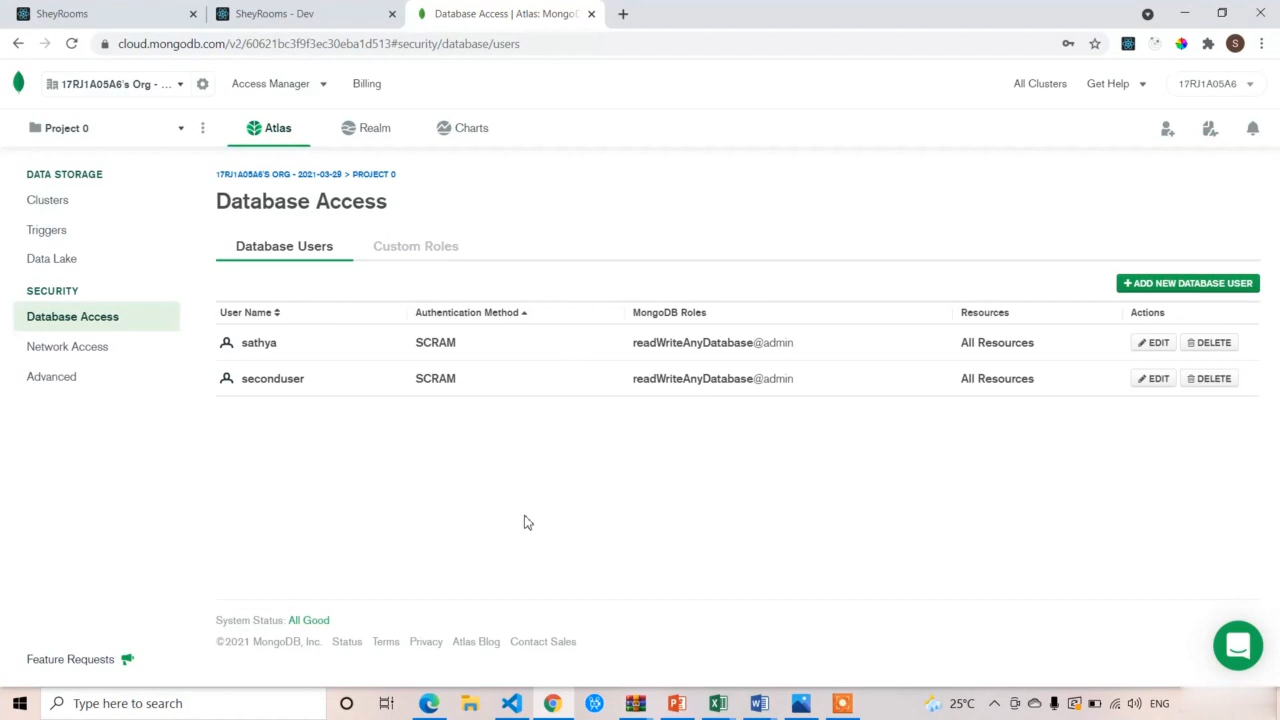 SheyRooms
SheyRooms - Dev
Database Access | Atlas: MongoD
cloud.mongodb.com/v2/60621bc3f9f3ec30eba1d513#security/database/users
S
17RJ1A05A6's Org - ...
Access Manager
Billing
All Clusters
Get Help
17RJ1A05A6
Project 0
Atlas
Realm
Charts
DATA STORAGE
Clusters
Triggers
Data Lake
SECURITY
Database Access
Network Access
Advanced
Feature Requests
17RJ1A05A6'S ORG - 2021-03-29 > PROJECT 0
Database Access
Database Users
Custom Roles
+ ADD NEW DATABASE USER
User Name
Authentication Method
MongoDB Roles
Resources
Actions
sathya
SCRAM
readWriteAnyDatabase@admin
All Resources
EDIT
DELETE
seconduser
SCRAM
readWriteAnyDatabase@admin
All Resources
EDIT
DELETE
System Status: All Good
©2021 MongoDB, Inc.
Status
Terms
Privacy
Atlas Blog
Contact Sales
Type here to search
25°C
ENG